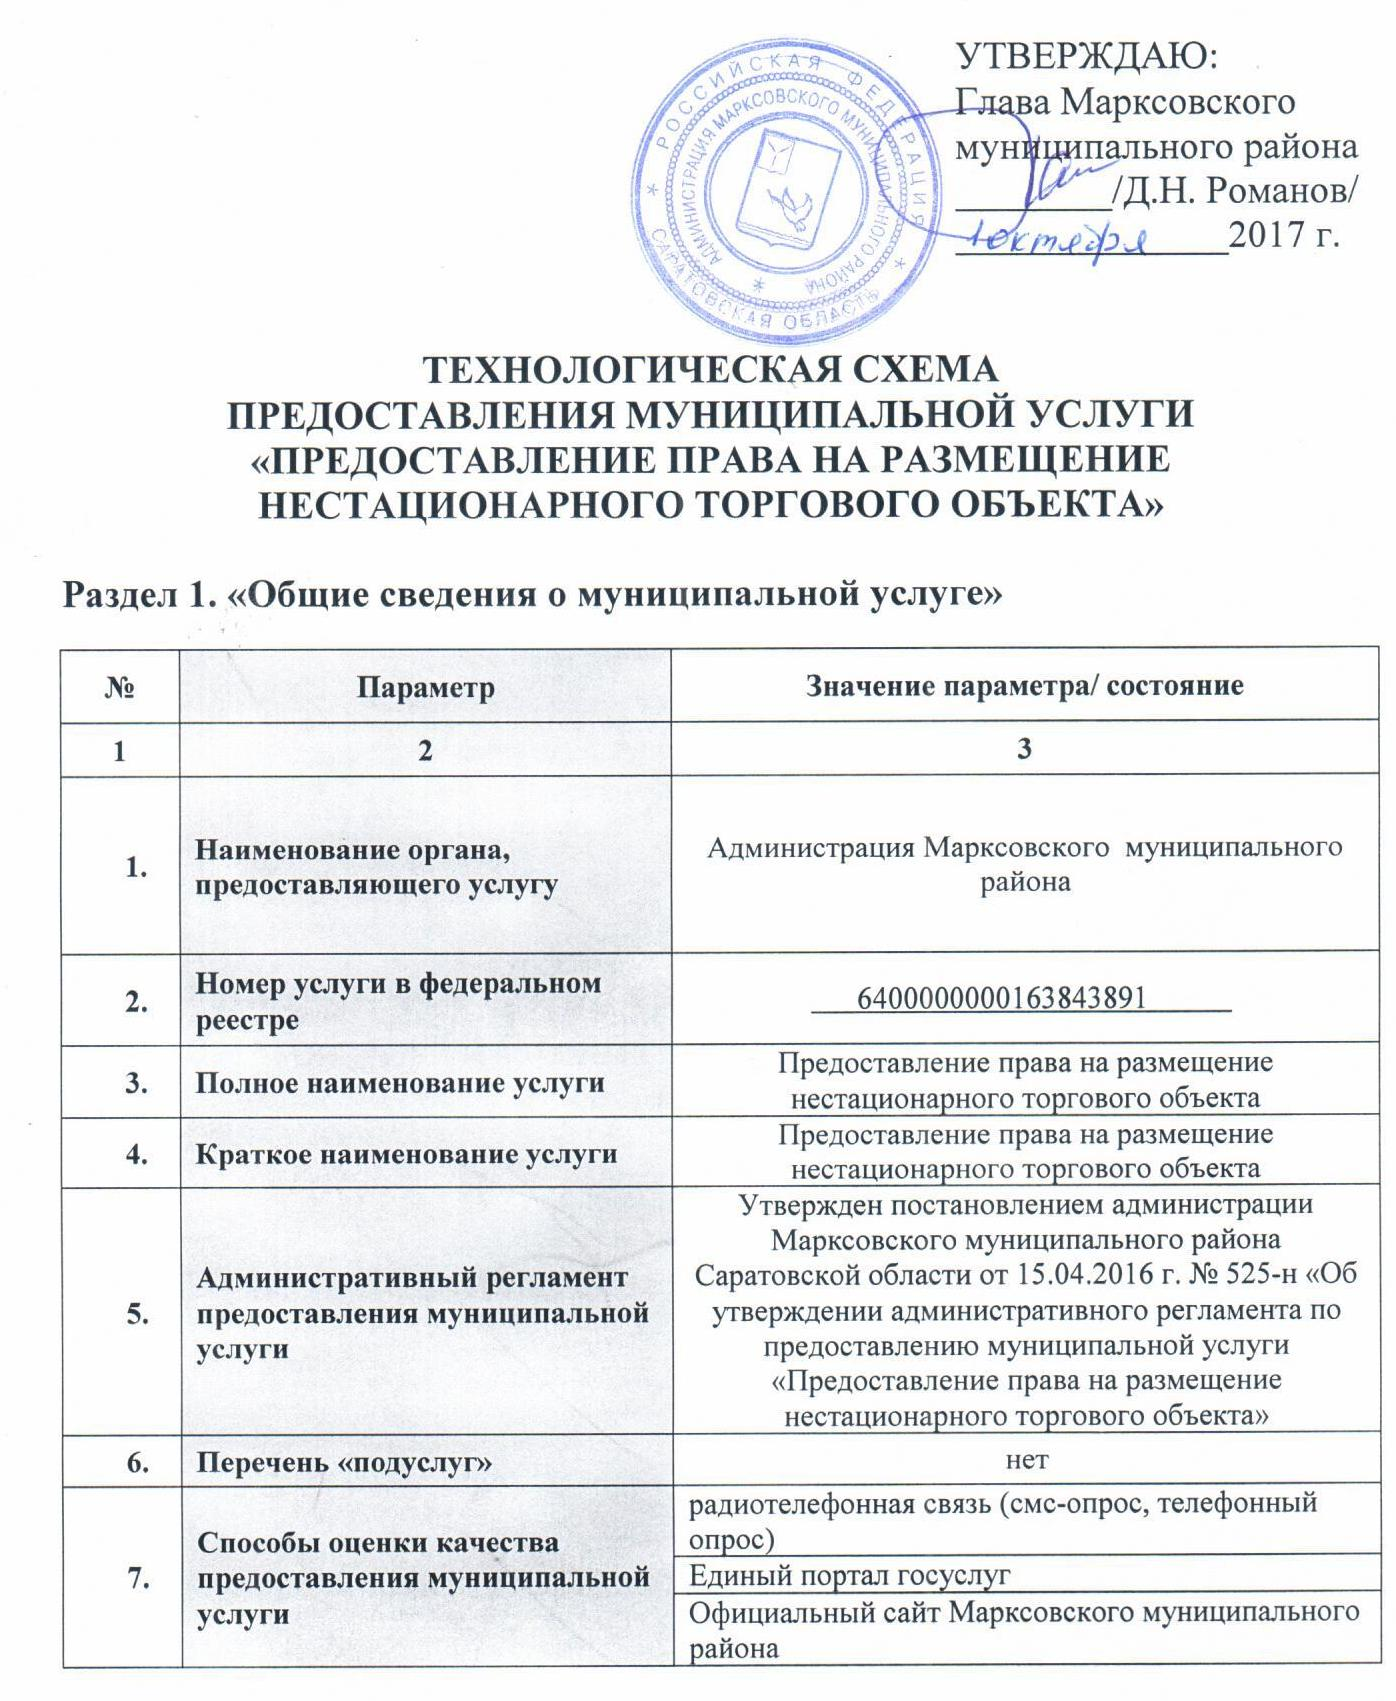 УТВЕРЖДАЮ:
Глава Марксовского
муниципального района
/Д.Н. Романов/
1 октября 2017 г.
РОССИЙСКАЯ ФЕДЕРАЦИЯ
САРАТОВСКАЯ ОБЛАСТЬ
АДМИНИСТРАЦИЯ МАРКСОВСКОГО МУНИЦИПАЛЬНОГО РАЙОНА
ТЕХНОЛОГИЧЕСКАЯ СХЕМА
ПРЕДОСТАВЛЕНИЯ МУНИЦИПАЛЬНОЙ УСЛУГИ
«ПРЕДОСТАВЛЕНИЕ ПРАВА НА РАЗМЕЩЕНИЕ
НЕСТАЦИОНАРНОГО ТОРГОВОГО ОБЪЕКТА»
Раздел 1. «Общие сведения о муниципальной услуге»
№ Параметр Значение параметра/ состояние
1 2 3
1.
Наименование органа,
предоставляющего услугу
Администрация Марксовского муниципального
района
2.
Номер услуги в федеральном
реестре
6400000000163843891
3.
Полное наименование услуги
Предоставление права на размещение
нестационарного торгового объекта
4.
Краткое наименование услуги
Предоставление права на размещение
нестационарного торгового объекта
5.
Административный регламент
предоставления муниципальной
услуги
Утвержден постановлением администрации
Марксовского муниципального района
Саратовской области от 15.04.2016 г. № 525-н «Об
утверждении административного регламента по
предоставлению муниципальной услуги
«Предоставление права на размещение
нестационарного торгового объекта»
6.
Перечень «подуслуг»
нет
7.
Способы оценки качества
предоставления муниципальной
услуги
радиотелефонная связь (смс-опрос, телефонный
опрос)
Единый портал госуслуг
Официальный сайт Марксовского муниципального
района